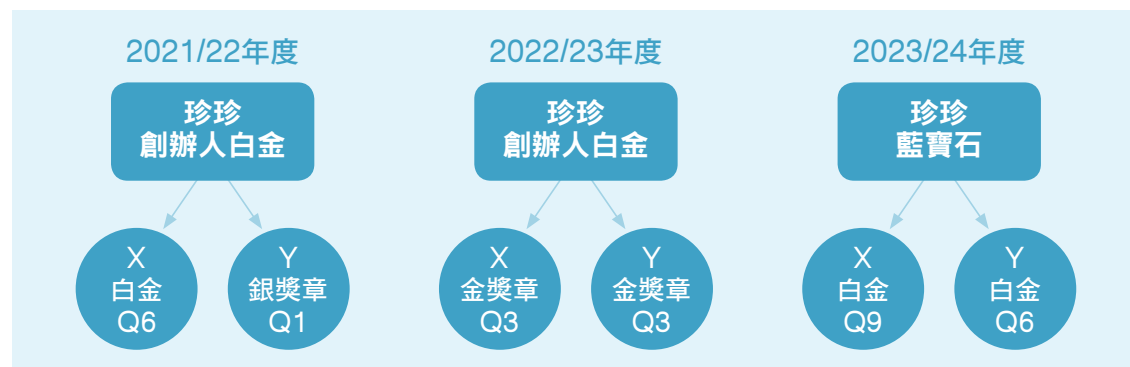 2021/22年度
珍珍
創辦人白金
X
白金
Q6
Y
銀獎章
Q1
2022/23年度
珍珍
創辦人白金
X
金獎章
Q3
Y
金獎章
Q3
2023/24年度
珍珍
藍寶石
X
白金
Q9
Y
白金
Q6